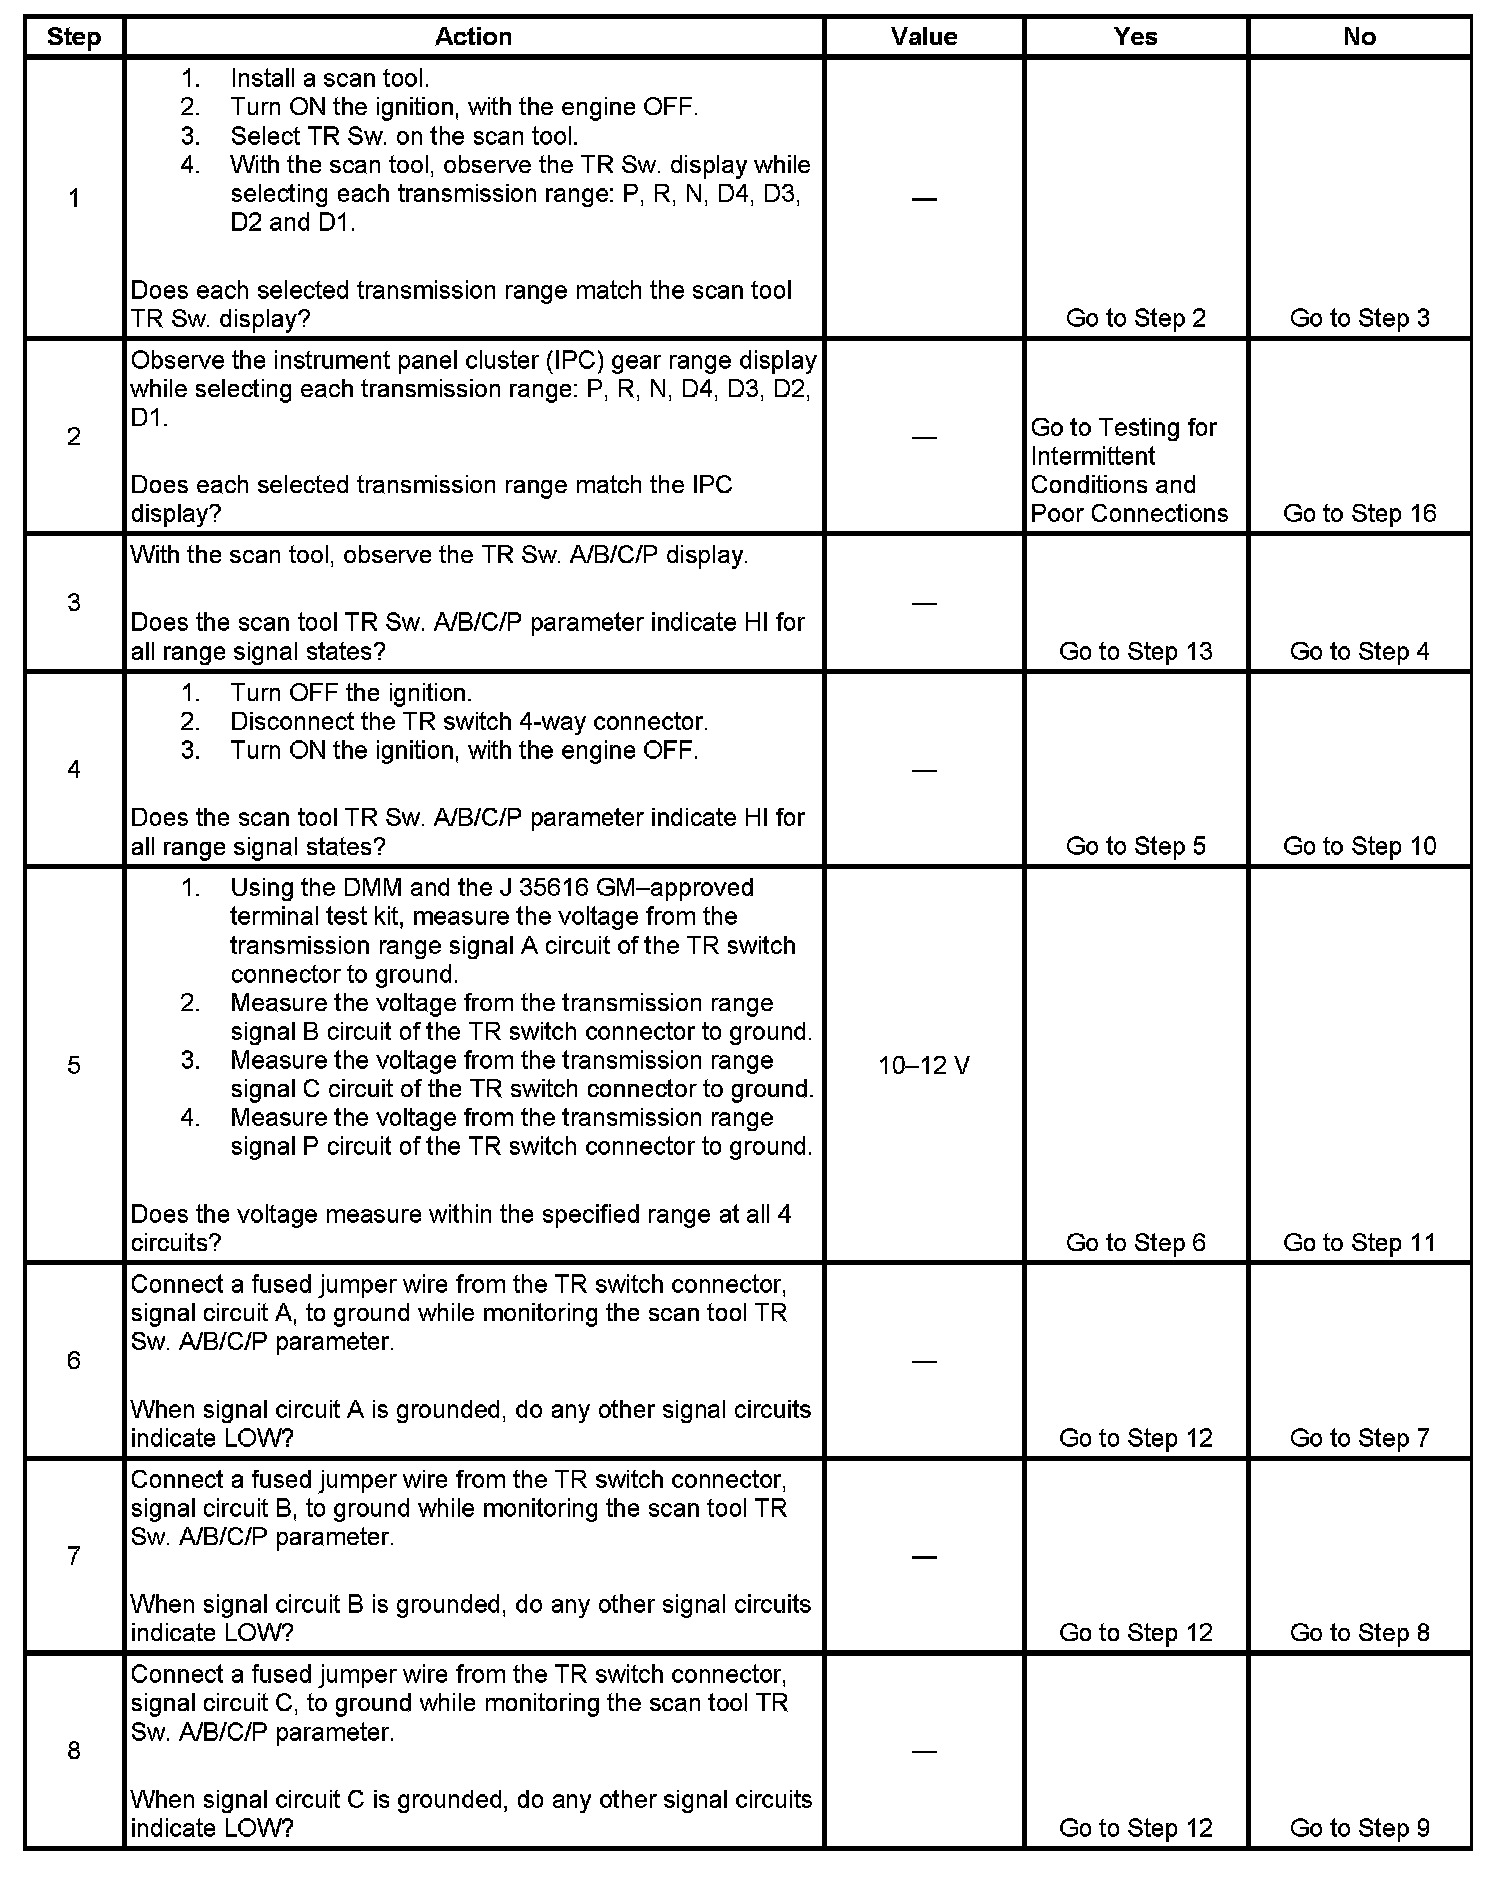 Step Action Value Yes No
1
1. Install a scan tool.
2. Turn ON the ignition, with the engine OFF.
3. Select TR Sw. on the scan tool.
4. With the scan tool, observe the TR Sw. display while
selecting each transmission range: P, R, N, D4, D3,
D2 and D1.
Does each selected transmission range match the scan tool
TR Sw. display?
—
Go to Step 2
Go to Step 3
2
Observe the instrument panel cluster (IPC) gear range display
while selecting each transmission range: P, R, N, D4, D3, D2,
D1.
Does each selected transmission range match the IPC
display?
—
Go to Testing for
Intermittent
Conditions and
Poor Connections
Go to Step 16
3
With the scan tool, observe the TR Sw. A/B/C/P display.
Does the scan tool TR Sw. A/B/C/P parameter indicate HI for
all range signal states?
—
Go to Step 13
Go to Step 4
4
1. Turn OFF the ignition.
2. Disconnect the TR switch 4-way connector.
3. Turn ON the ignition, with the engine OFF.
Does the scan tool TR Sw. A/B/C/P parameter indicate HI for
all range signal states?
—
Go to Step 5
Go to Step 10
5
1. Using the DMM and the J 35616 GM–approved
terminal test kit, measure the voltage from the
transmission range signal A circuit of the TR switch
connector to ground.
2. Measure the voltage from the transmission range
signal B circuit of the TR switch connector to ground.
3. Measure the voltage from the transmission range
signal C circuit of the TR switch connector to ground.
4. Measure the voltage from the transmission range
signal P circuit of the TR switch connector to ground.
Does the voltage measure within the specified range at all 4
circuits?
10–12 V
Go to Step 6
Go to Step 11
6
Connect a fused jumper wire from the TR switch connector,
signal circuit A, to ground while monitoring the scan tool TR
Sw. A/B/C/P parameter.
When signal circuit A is grounded, do any other signal circuits
indicate LOW?
—
Go to Step 12
Go to Step 7
7
Connect a fused jumper wire from the TR switch connector,
signal circuit B, to ground while monitoring the scan tool TR
Sw. A/B/C/P parameter.
When signal circuit B is grounded, do any other signal circuits
indicate LOW?
—
Go to Step 12
Go to Step 8
8
Connect a fused jumper wire from the TR switch connector,
signal circuit C, to ground while monitoring the scan tool TR
Sw. A/B/C/P parameter.
When signal circuit C is grounded, do any other signal circuits
indicate LOW?
—
Go to Step 12
Go to Step 9